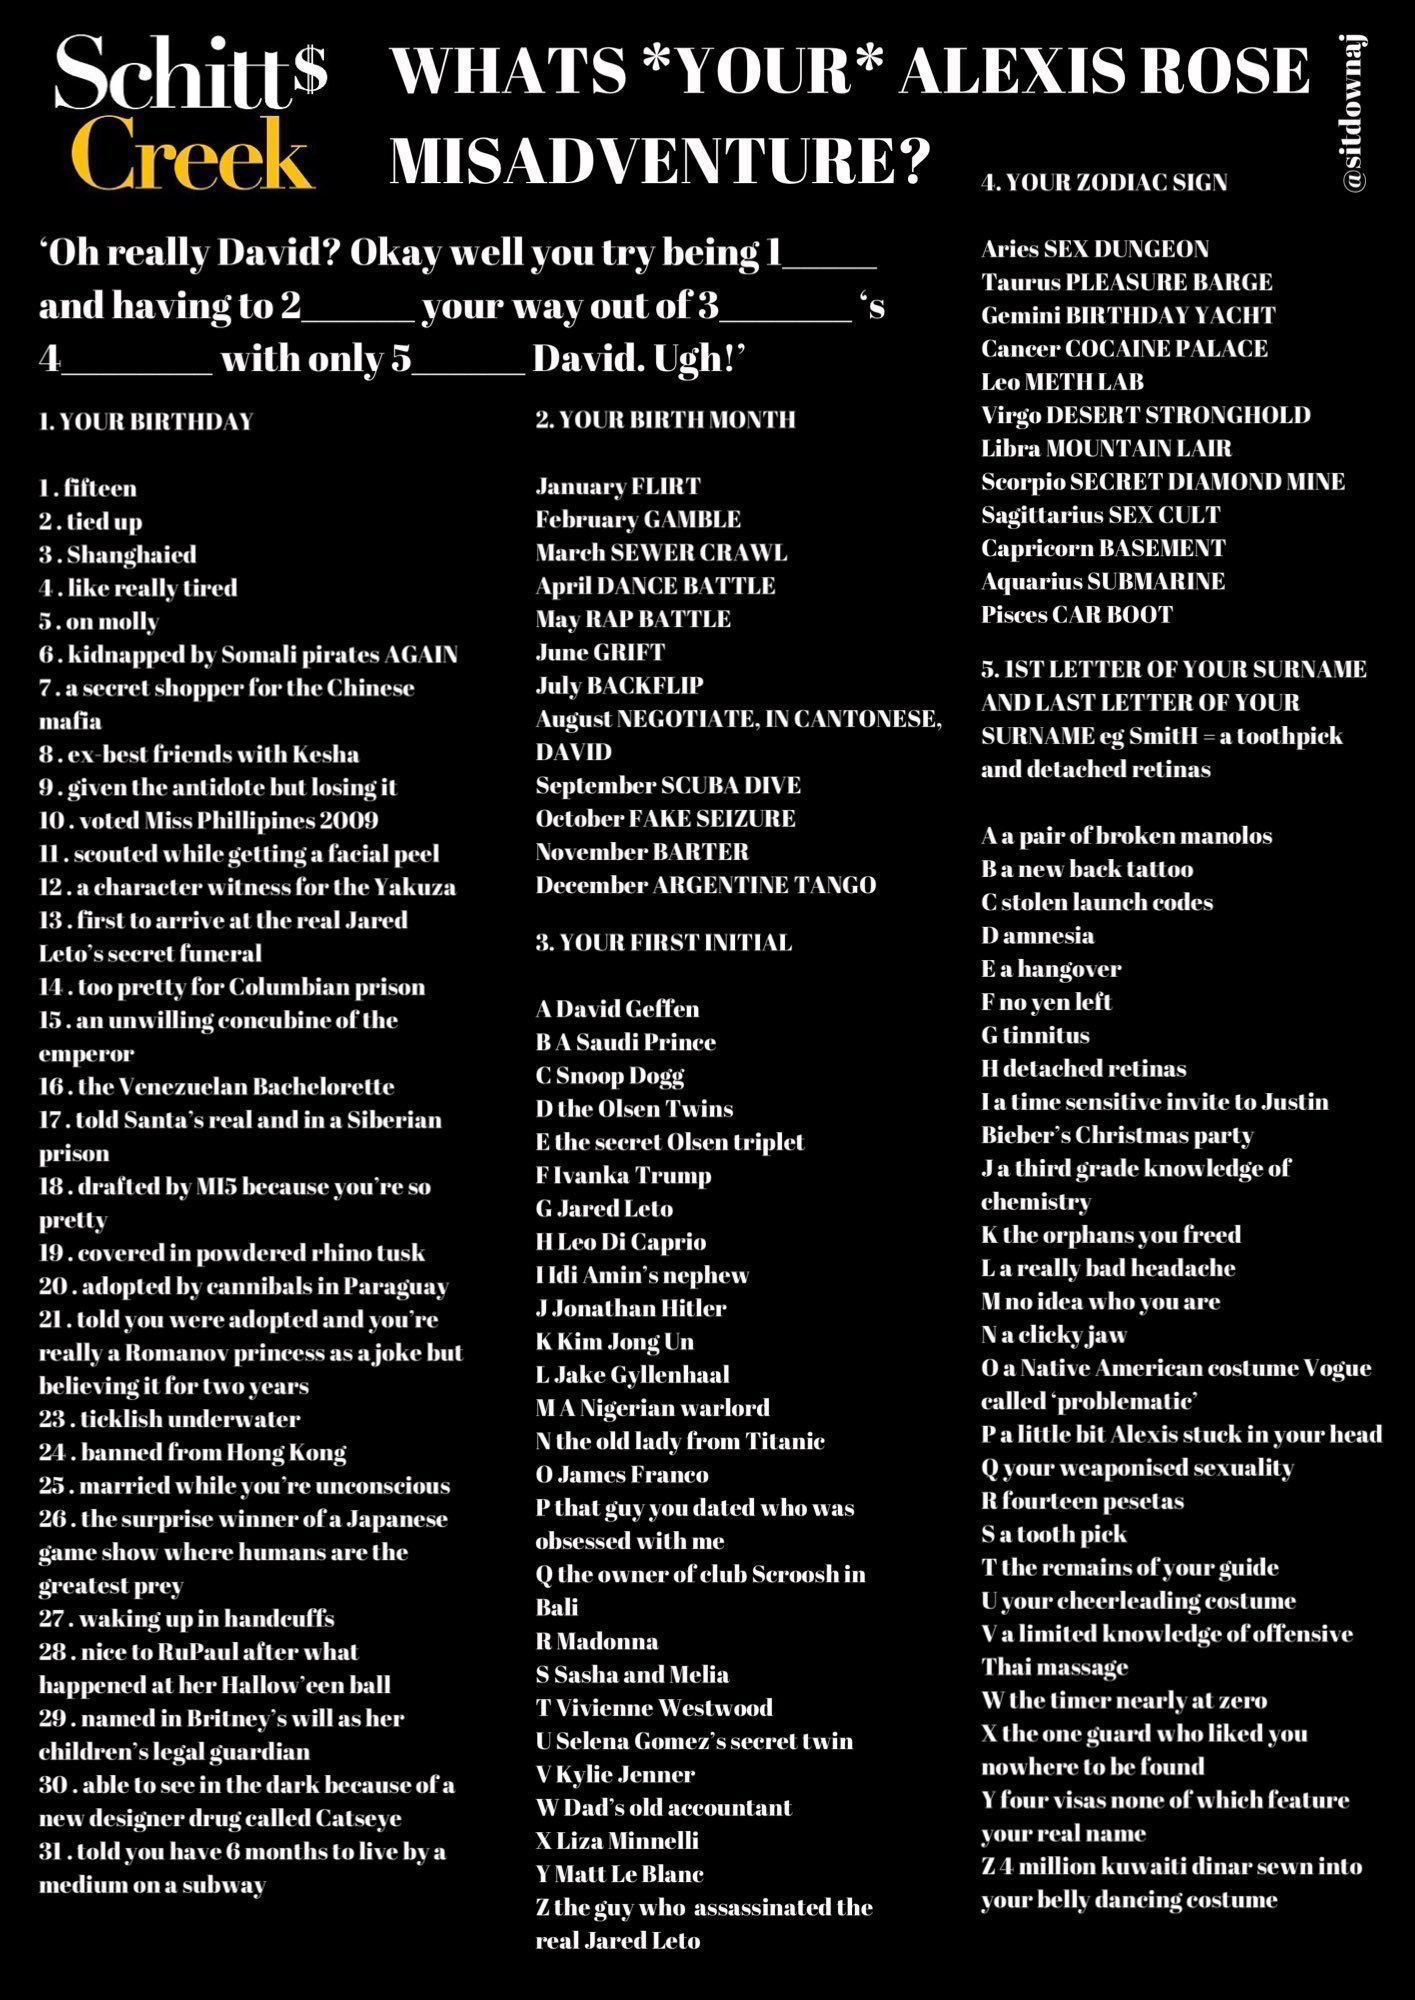 Schitt$
Creek
WHATS *YOUR* ALEXIS ROSE
MISADVENTURE?
@sitdownaj
‘Oh really David? Okay well you try being 1_____
and having to 2______ your way out of 3_______ ‘s
4________ with only 5______ David. Ugh!’
1. YOUR BIRTHDAY
1 . fifteen
2 . tied up
3 . Shanghaied
4 . like really tired
5 . on molly
6 . kidnapped by Somali pirates AGAIN
7 . a secret shopper for the Chinese
mafia
8 . ex-best friends with Kesha
9 . given the antidote but losing it
10 . voted Miss Phillipines 2009
11 . scouted while getting a facial peel
12 . a character witness for the Yakuza
13 . first to arrive at the real Jared
Leto’s secret funeral
14 . too pretty for Columbian prison
15 . an unwilling concubine of the
emperor
16 . the Venezuelan Bachelorette
17 . told Santa’s real and in a Siberian
prison
18 . drafted by MI5 because you’re so
pretty
19 . covered in powdered rhino tusk
20 . adopted by cannibals in Paraguay
21 . told you were adopted and you’re
really a Romanov princess as a joke but
believing it for two years
23 . ticklish underwater
24 . banned from Hong Kong
25 . married while you’re unconscious
26 . the surprise winner of a Japanese
game show where humans are the
greatest prey
27 . waking up in handcuffs
28 . nice to RuPaul after what
happened at her Hallow’een ball
29 . named in Britney’s will as her
children’s legal guardian
30 . able to see in the dark because of a
new designer drug called Catseye
31 . told you have 6 months to live by a
medium on a subway
2. YOUR BIRTH MONTH
January FLIRT
February GAMBLE
March SEWER CRAWL
April DANCE BATTLE
May RAP BATTLE
June GRIFT
July BACKFLIP
August NEGOTIATE, IN CANTONESE,
DAVID
September SCUBA DIVE
October FAKE SEIZURE
November BARTER
December ARGENTINE TANGO
3. YOUR FIRST INITIAL
A David Geffen
B A Saudi Prince
C Snoop Dogg
D the Olsen Twins
E the secret Olsen triplet
F Ivanka Trump
G Jared Leto
H Leo Di Caprio
I Idi Amin’s nephew
J Jonathan Hitler
K Kim Jong Un
L Jake Gyllenhaal
M A Nigerian warlord
N the old lady from Titanic
O James Franco
P that guy you dated who was
obsessed with me
Q the owner of club Scroosh in
Bali
R Madonna
S Sasha and Melia
T Vivienne Westwood
U Selena Gomez’s secret twin
V Kylie Jenner
W Dad’s old accountant
X Liza Minnelli
Y Matt Le Blanc
Z the guy who assassinated the
real Jared Leto
4. YOUR ZODIAC SIGN
Aries SEX DUNGEON
Taurus PLEASURE BARGE
Gemini BIRTHDAY YACHT
Cancer COCAINE PALACE
Leo METH LAB
Virgo DESERT STRONGHOLD
Libra MOUNTAIN LAIR
Scorpio SECRET DIAMOND MINE
Sagittarius SEX CULT
Capricorn BASEMENT
Aquarius SUBMARINE
Pisces CAR BOOT
5. 1ST LETTER OF YOUR SURNAME
AND LAST LETTER OF YOUR
SURNAME eg SmitH = a toothpick
and detached retinas
A a pair of broken manolos
B a new back tattoo
C stolen launch codes
D amnesia
E a hangover
F no yen left
G tinnitus
H detached retinas
I a time sensitive invite to Justin
Bieber’s Christmas party
J a third grade knowledge of
chemistry
K the orphans you freed
L a really bad headache
M no idea who you are
N a clicky jaw
O a Native American costume Vogue
called ‘problematic’
P a little bit Alexis stuck in your head
Q your weaponised sexuality
R fourteen pesetas
S a tooth pick
T the remains of your guide
U your cheerleading costume
V a limited knowledge of offensive
Thai massage
W the timer nearly at zero
X the one guard who liked you
nowhere to be found
Y four visas none of which feature
your real name
Z 4 million kuwaiti dinar sewn into
your belly dancing costume